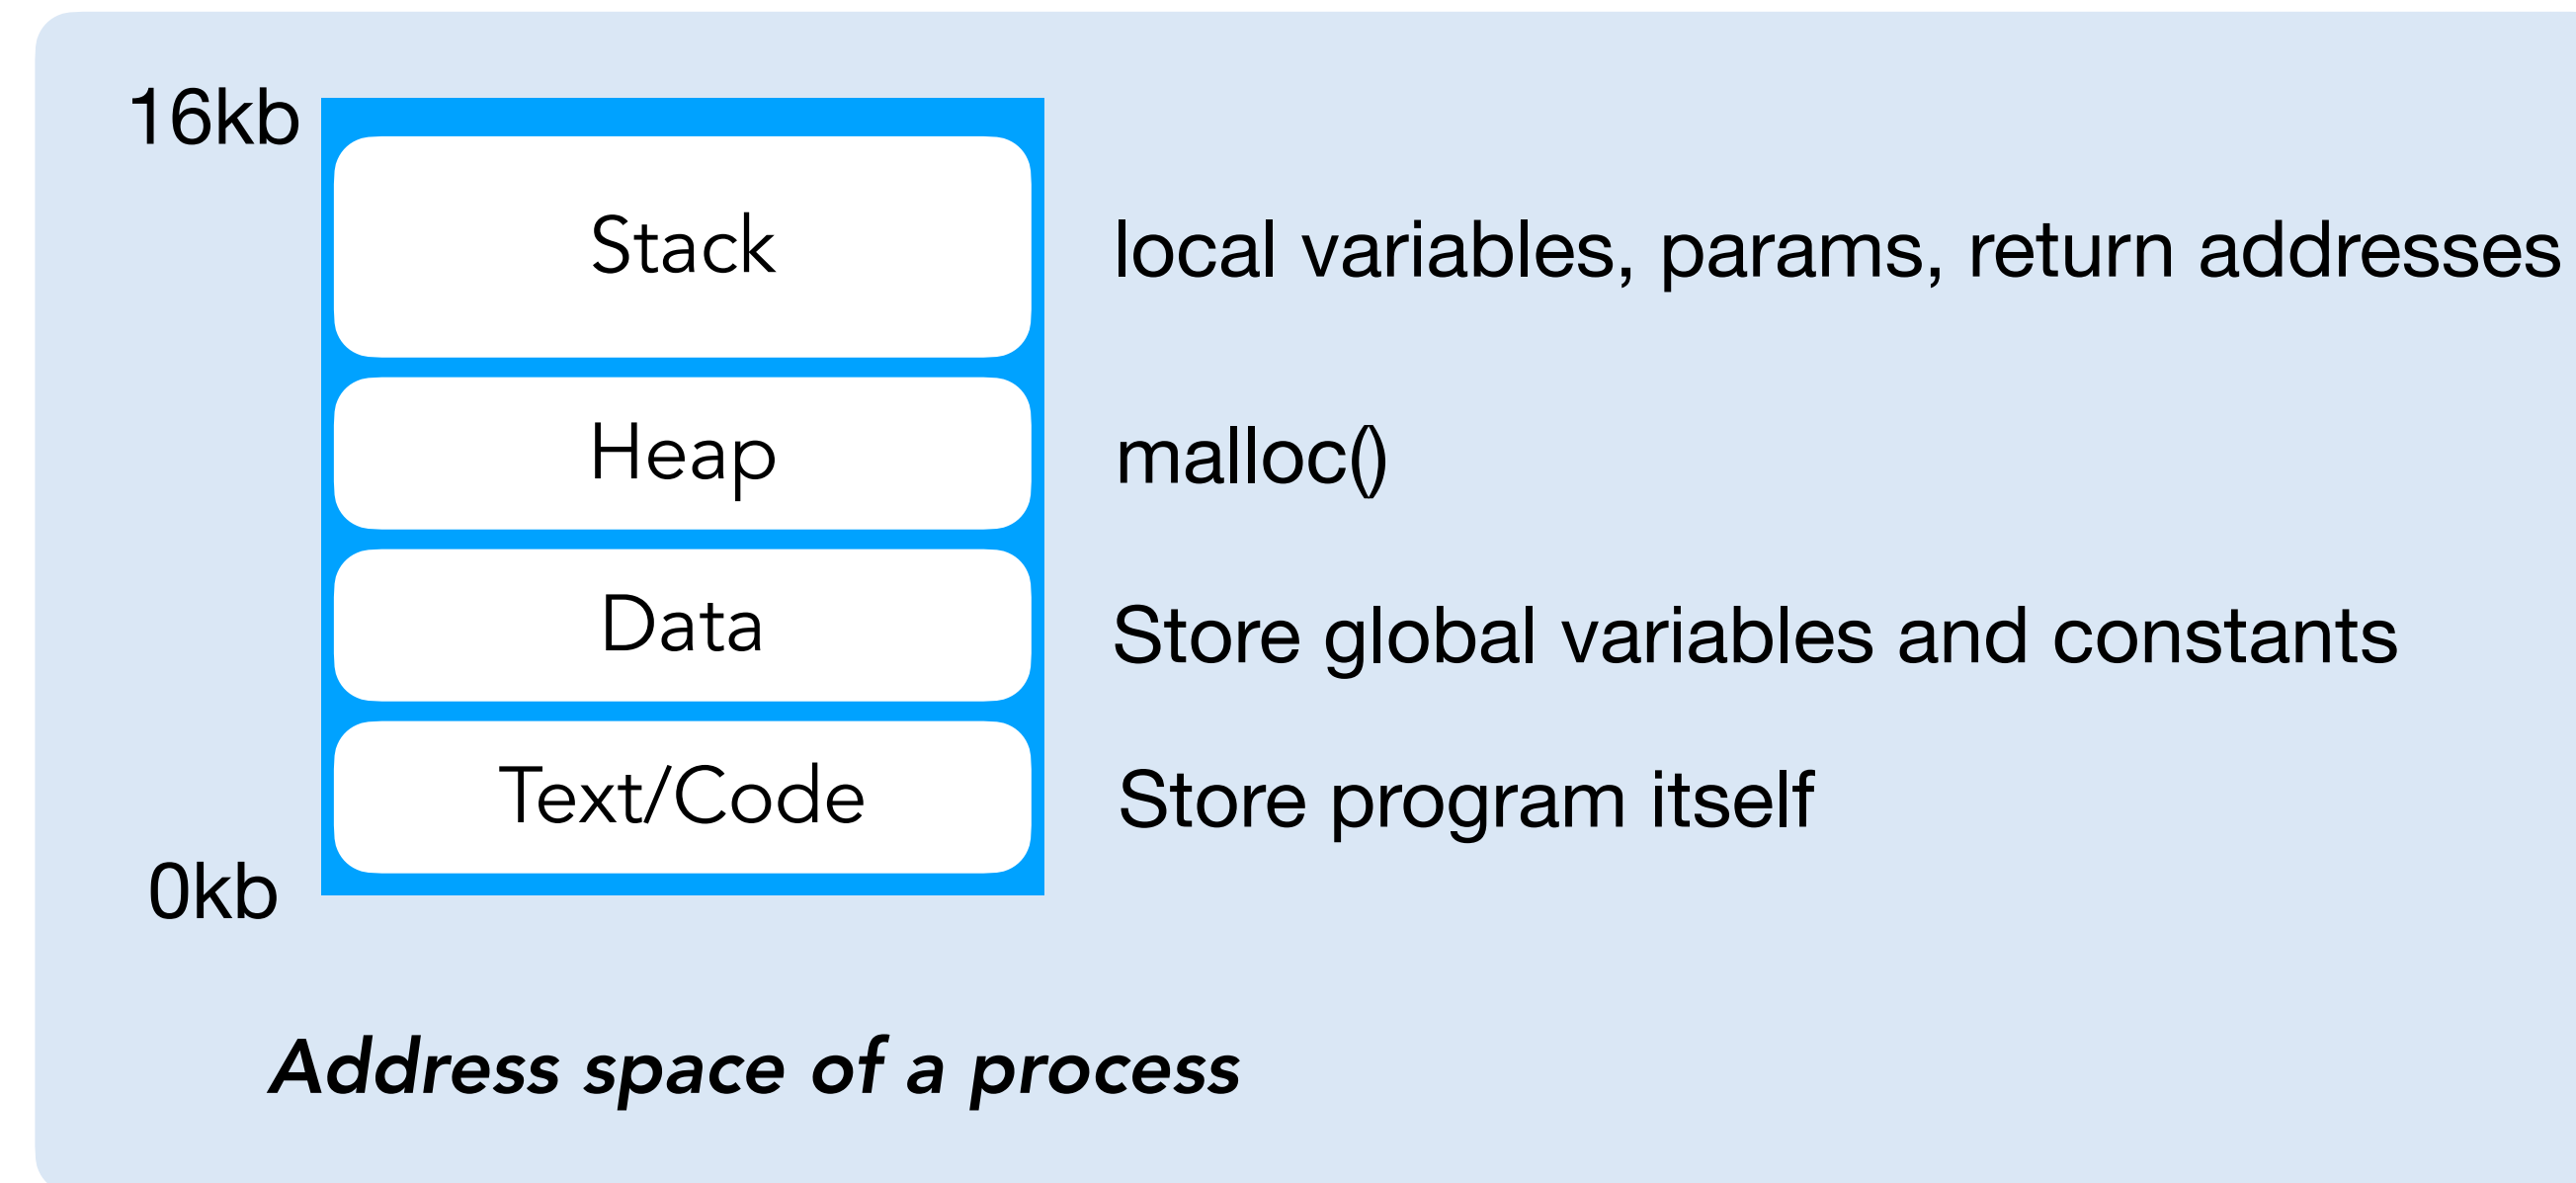 16kb
Stack
local variables, params, return addresses
Heap
malloc()
Data
Store global variables and constants
Text/Code
Store program itself
0kb
Address space of a process